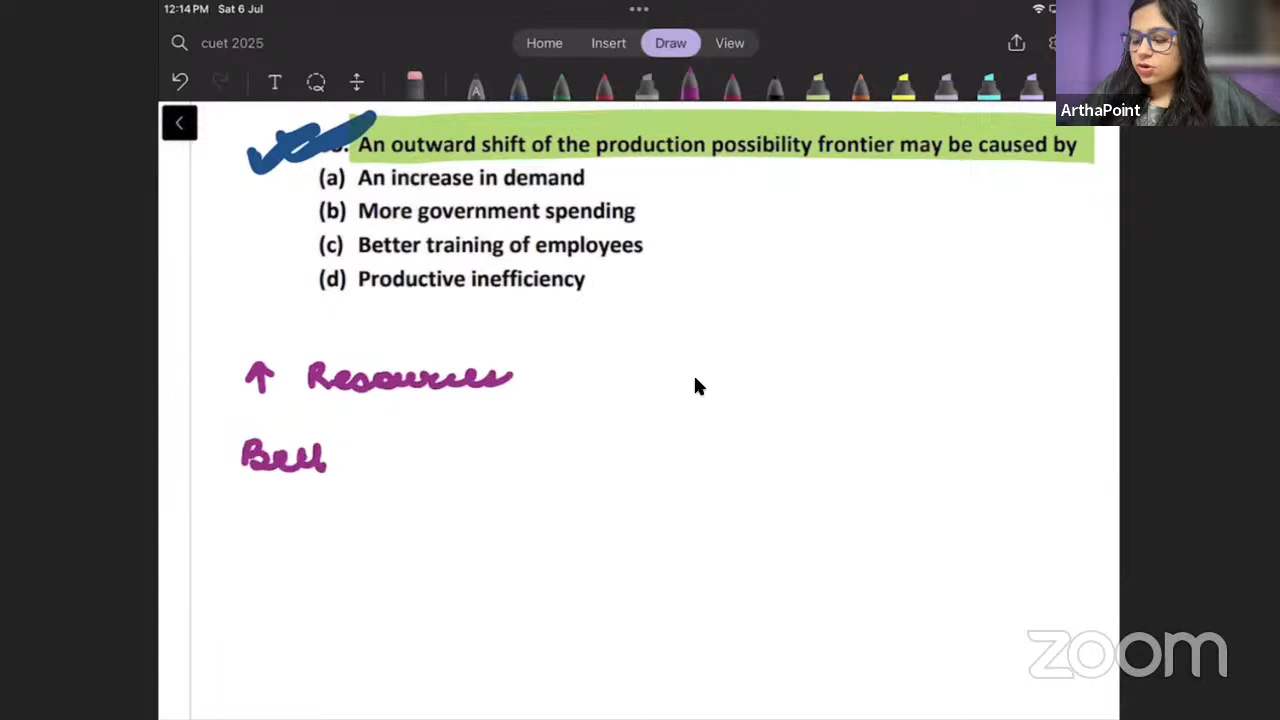 12:14 PM Sat 6 Jul
cuet 2025
Home Insert Draw View
A
ArthaPoint
An outward shift of the production possibility frontier may be caused by
(a) An increase in demand
(b) More government spending
(c) Better training of employees
(d) Productive inefficiency
↑ Resources
zoom